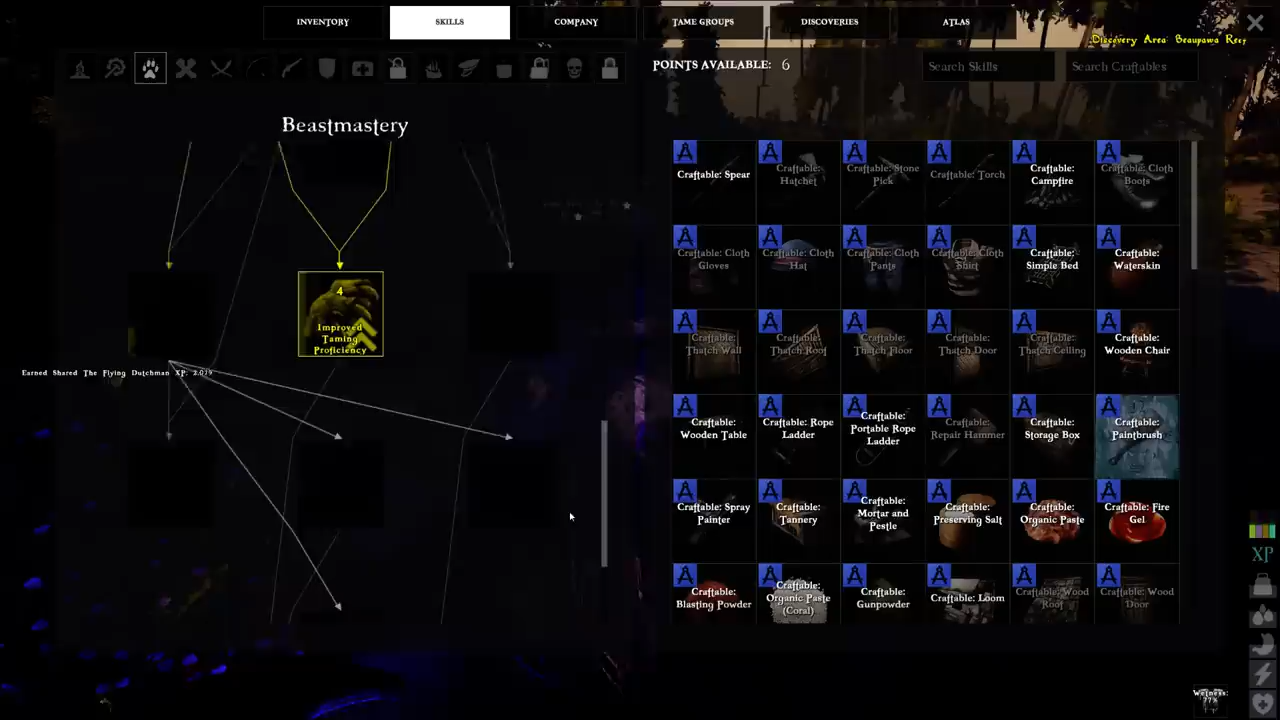 INVENTORY
SKILLS
COMPANY
TAME GROUPS
DISCOVERIES
ATLAS
Discovery Area: Beaupawa Reef
POINTS AVAILABLE: 6
Search Skills
Search Craftables
Beastmastery
4
Improved
Taming
Proficiency
Earned Shared The Flying Dutchman XP: 2.019
Craftable: Spear
Craftable:
Hatchet
Craftable: Stone
Pick
Craftable: Torch
Craftable:
Campfire
Craftable: Cloth
Boots
Craftable: Cloth
Gloves
Craftable: Cloth
Hat
Craftable: Cloth
Pants
Craftable: Cloth
Shirt
Craftable:
Simple Bed
Craftable:
Waterskin
Craftable:
Thatch Wall
Craftable:
Thatch Roof
Craftable:
Thatch Floor
Craftable:
Thatch Door
Craftable:
Thatch Ceiling
Craftable:
Wooden Chair
Craftable:
Wooden Table
Craftable: Rope
Ladder
Craftable:
Portable Rope
Ladder
Craftable:
Repair Hammer
Craftable:
Storage Box
Craftable:
Paintbrush
Craftable: Spray
Painter
Craftable:
Tannery
Craftable:
Mortar and
Pestle
Craftable:
Preserving Salt
Craftable:
Organic Paste
Craftable: Fire
Gel
Craftable:
Blasting Powder
Craftable:
Organic Paste
(Coral)
Craftable:
Gunpowder
Craftable: Loom
Craftable: Wood
Roof
Craftable: Wood
Door
XP
Wetness:
77%